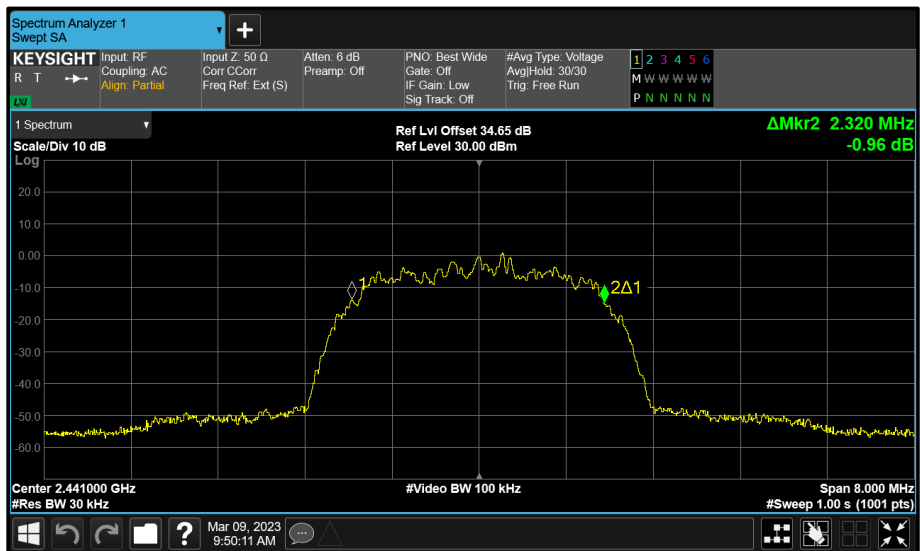 Spectrum Analyzer 1
Swept SA
▼
+
KEYSIGHT
R T
LXI
Input: RF
Coupling: AC
Align: Partial
Input Z: 50 Ω
Corr CCorr
Freq Ref: Ext (S)
Atten: 6 dB
Preamp: Off
PNO: Best Wide
Gate: Off
IF Gain: Low
Sig Track: Off
#Avg Type: Voltage
Avg|Hold: 30/30
Trig: Free Run
1 2 3 4 5 6
M W W W W W
P N N N N N
1 Spectrum ▼
Scale/Div 10 dB
Ref Lvl Offset 34.65 dB
Ref Level 30.00 dBm
ΔMkr2 2.320 MHz
-0.96 dB
Log
20.0
10.0
0.00
-10.0
-20.0
-30.0
-40.0
-50.0
-60.0
1
2Δ1
Center 2.441000 GHz
#Res BW 30 kHz
#Video BW 100 kHz
Span 8.000 MHz
#Sweep 1.00 s (1001 pts)
?
Mar 09, 2023
9:50:11 AM